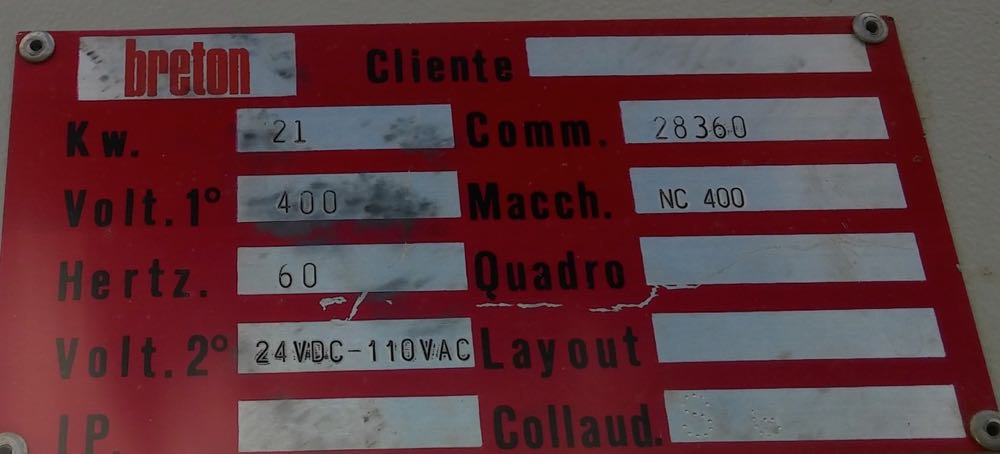 breton Cliente
Kw. 21 Comm. 28360
Volt. 1° 400 Macch. NC 400
Hertz. 60 Quadro
Volt. 2° 24VDC-110VAC Layout
I P. Collaud.